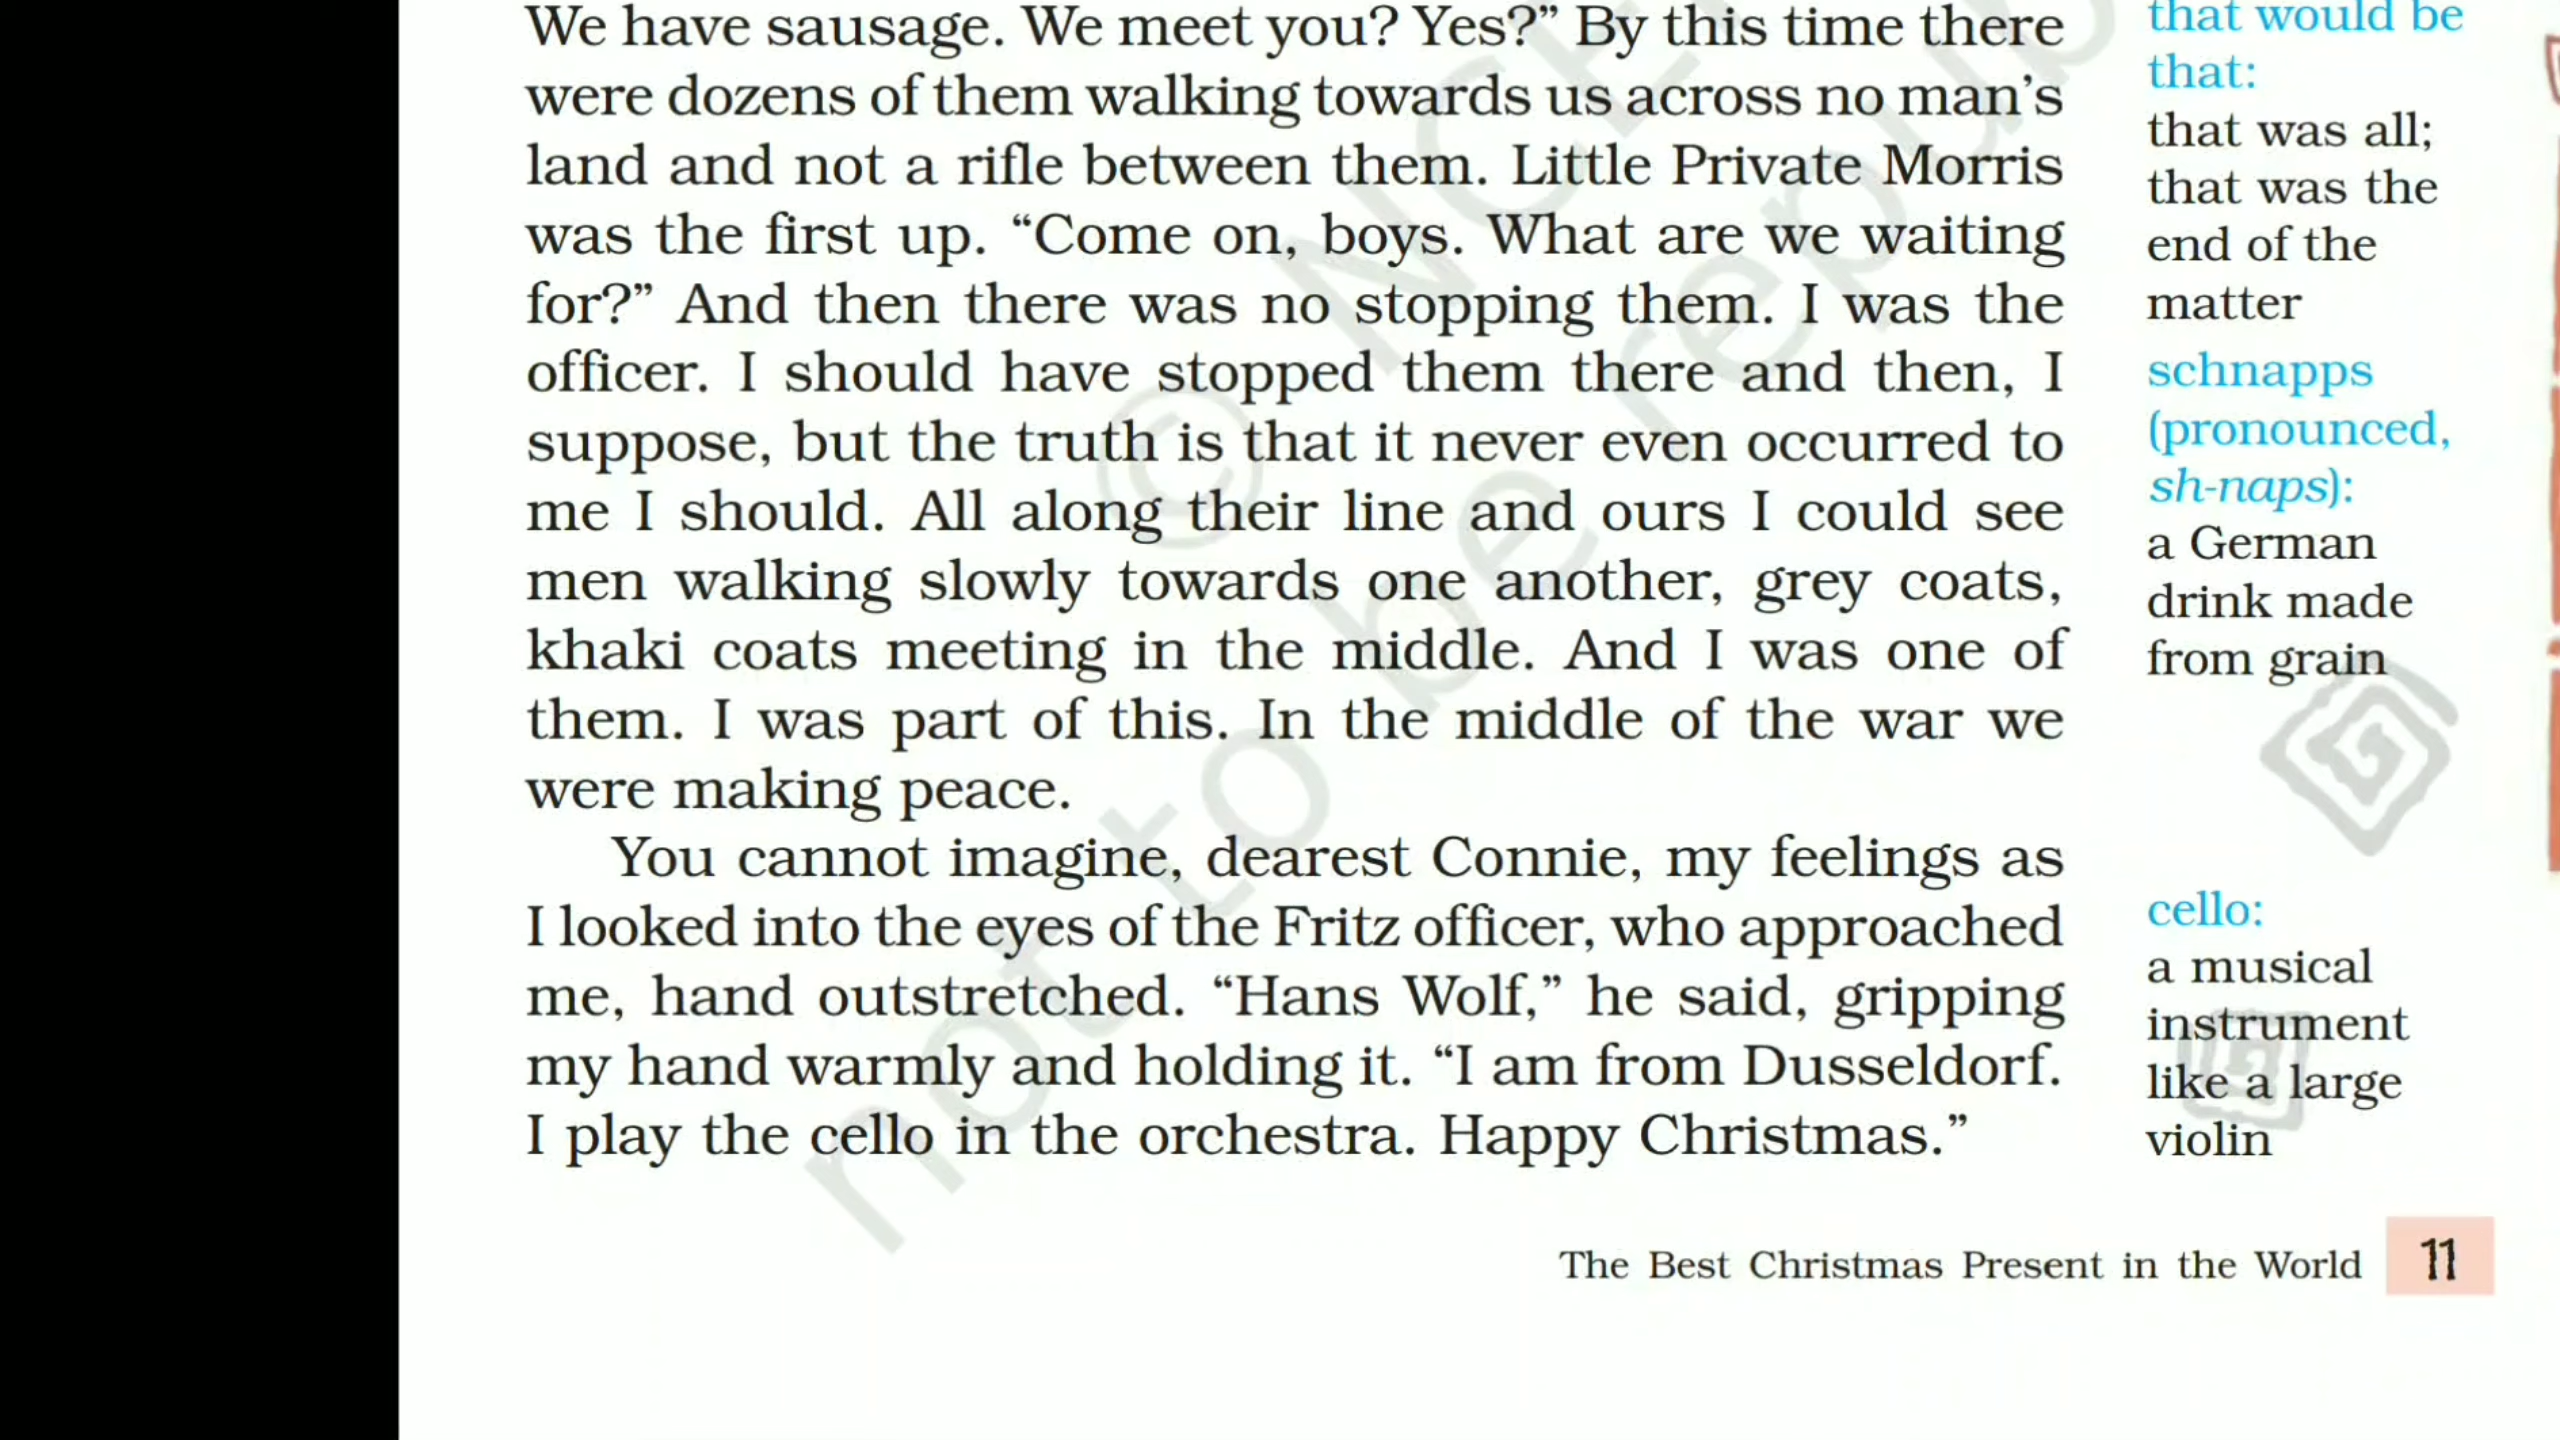 We have sausage. We meet you? Yes?” By this time there
were dozens of them walking towards us across no man’s
land and not a rifle between them. Little Private Morris
was the first up. “Come on, boys. What are we waiting
for?” And then there was no stopping them. I was the
officer. I should have stopped them there and then, I
suppose, but the truth is that it never even occurred to
me I should. All along their line and ours I could see
men walking slowly towards one another, grey coats,
khaki coats meeting in the middle. And I was one of
them. I was part of this. In the middle of the war we
were making peace.
You cannot imagine, dearest Connie, my feelings as
I looked into the eyes of the Fritz officer, who approached
me, hand outstretched. “Hans Wolf,” he said, gripping
my hand warmly and holding it. “I am from Dusseldorf.
I play the cello in the orchestra. Happy Christmas.”
that would be
that:
that was all;
that was the
end of the
matter
schnapps
(pronounced,
sh-naps):
a German
drink made
from grain
cello:
a musical
instrument
like a large
violin
The Best Christmas Present in the World 11
© NCE
not to be repub